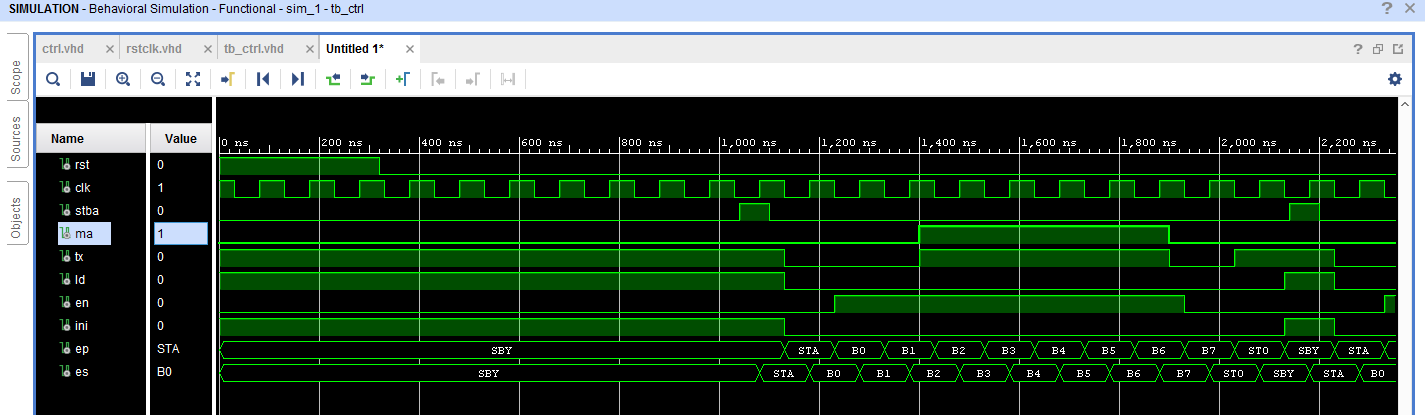 SIMULATION - Behavioral Simulation - Functional - sim_1 - tb_ctrl ? ×
ctrl.vhd × rstclk.vhd × tb_ctrl.vhd × Untitled 1* × ?
Scope
Sources
Objects
Name Value
0 ns 200 ns 400 ns 600 ns 800 ns 1,000 ns 1,200 ns 1,400 ns 1,600 ns 1,800 ns 2,000 ns 2,200 ns
rst 0
clk 1
stba 0
ma 1
tx 0
ld 0
en 0
ini 0
ep STA SBY STA B0 B1 B2 B3 B4 B5 B6 B7 STO SBY STA
es B0 SBY STA B0 B1 B2 B3 B4 B5 B6 B7 STO SBY STA B0